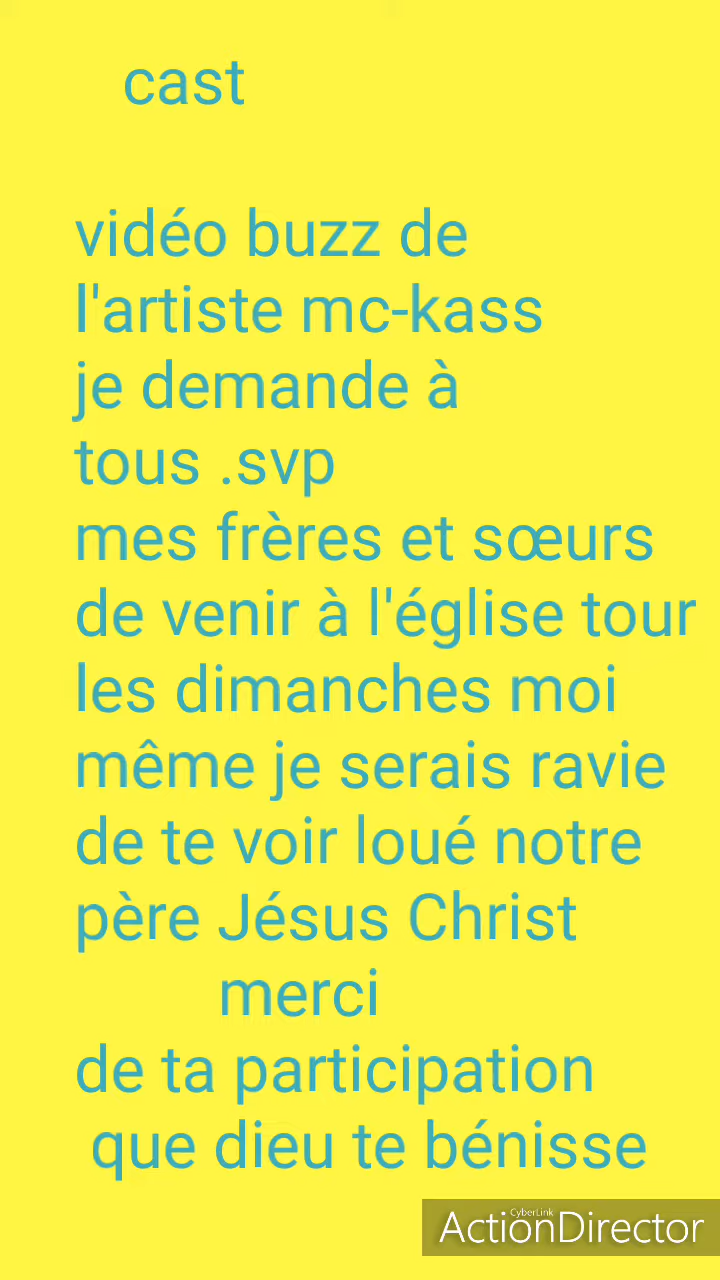 cast
vidéo buzz de
l'artiste mc-kass
je demande à
tous .svp
mes frères et sœurs
de venir à l'église tour
les dimanches moi
même je serais ravie
de te voir loué notre
père Jésus Christ
merci
de ta participation
que dieu te bénisse
CyberLink
ActionDirector